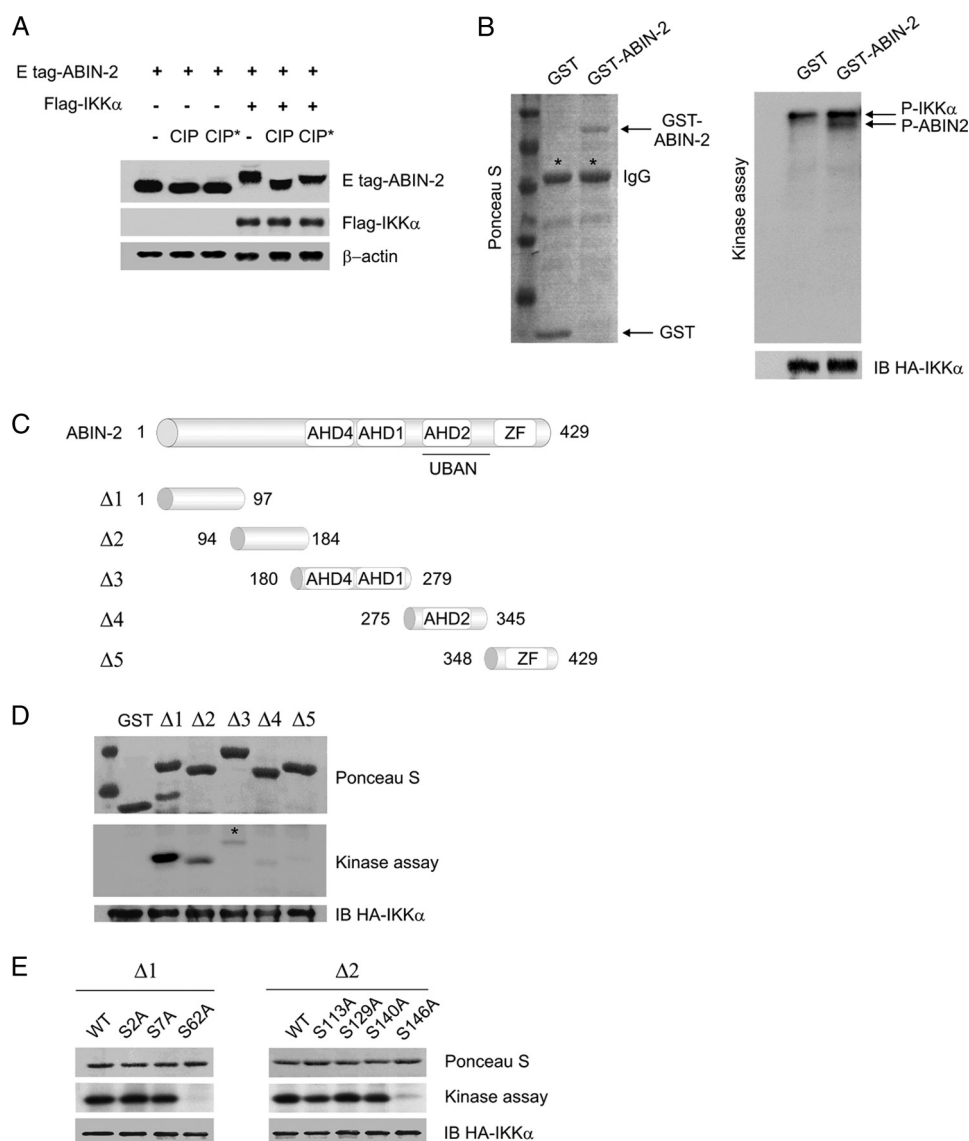 A
E tag-ABIN-2 + + + + + +
Flag-IKKα - - - + + +
- CIP CIP* - CIP CIP*
E tag-ABIN-2
Flag-IKKα
β–actin
B
GST
GST-ABIN-2
Ponceau S
GST-
ABIN-2
* *
IgG
GST
GST
GST-ABIN-2
Kinase assay
P-IKKα
P-ABIN2
IB HA-IKKα
C
ABIN-2 1 AHD4 AHD1 AHD2 ZF 429
UBAN
Δ1 1 97
Δ2 94 184
Δ3 180 AHD4 AHD1 279
Δ4 275 AHD2 345
Δ5 348 ZF 429
D
GST Δ1 Δ2 Δ3 Δ4 Δ5
Ponceau S
*
Kinase assay
IB HA-IKKα
E
Δ1 Δ2
WT S2A S7A S62A WT S113A S129A S140A S146A
Ponceau S
Kinase assay
IB HA-IKKα